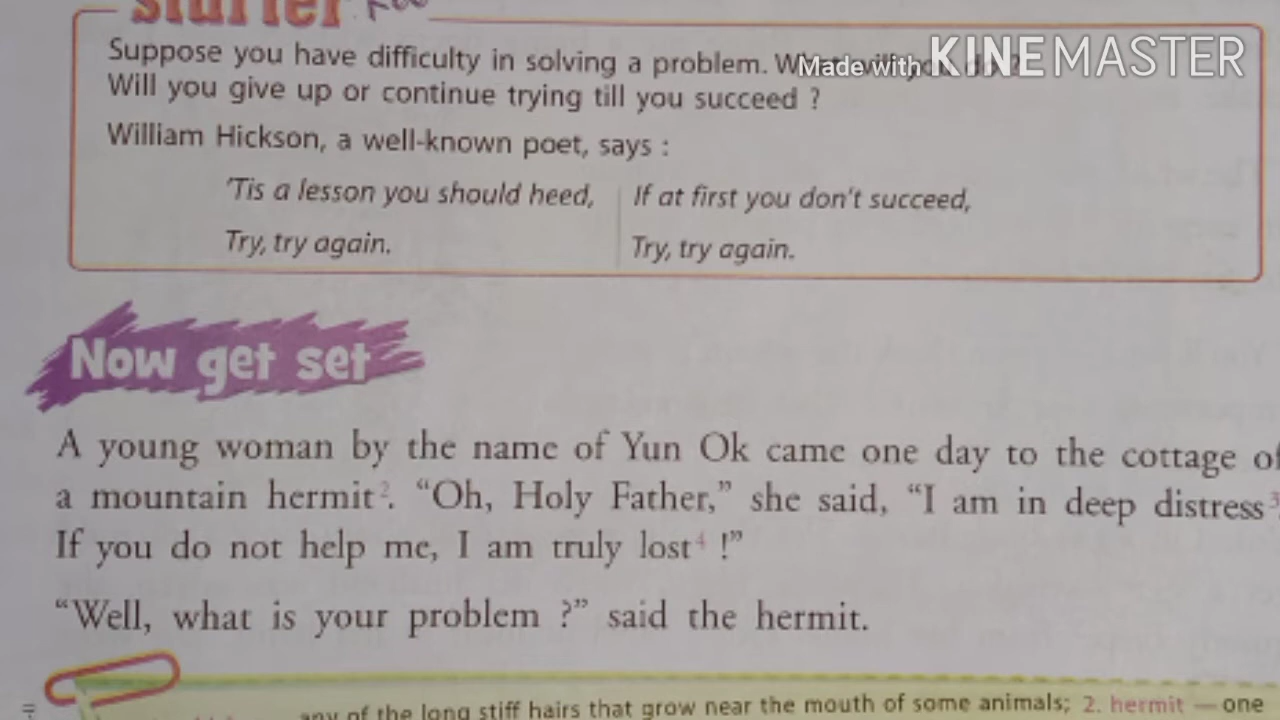 Suppose you have difficulty in solving a problem.
Made with KINEMASTER
Will you give up or continue trying till you succeed ?
William Hickson, a well-known poet, says :
'Tis a lesson you should heed,
Try, try again.
If at first you don't succeed,
Try, try again.
Now get set
A young woman by the name of Yun Ok came one day to the cottage of
a mountain hermit². “Oh, Holy Father,” she said, “I am in deep distress³
If you do not help me, I am truly lost⁴ !”
“Well, what is your problem ?” said the hermit.
any of the long stiff hairs that grow near the mouth of some animals; 2. hermit — one